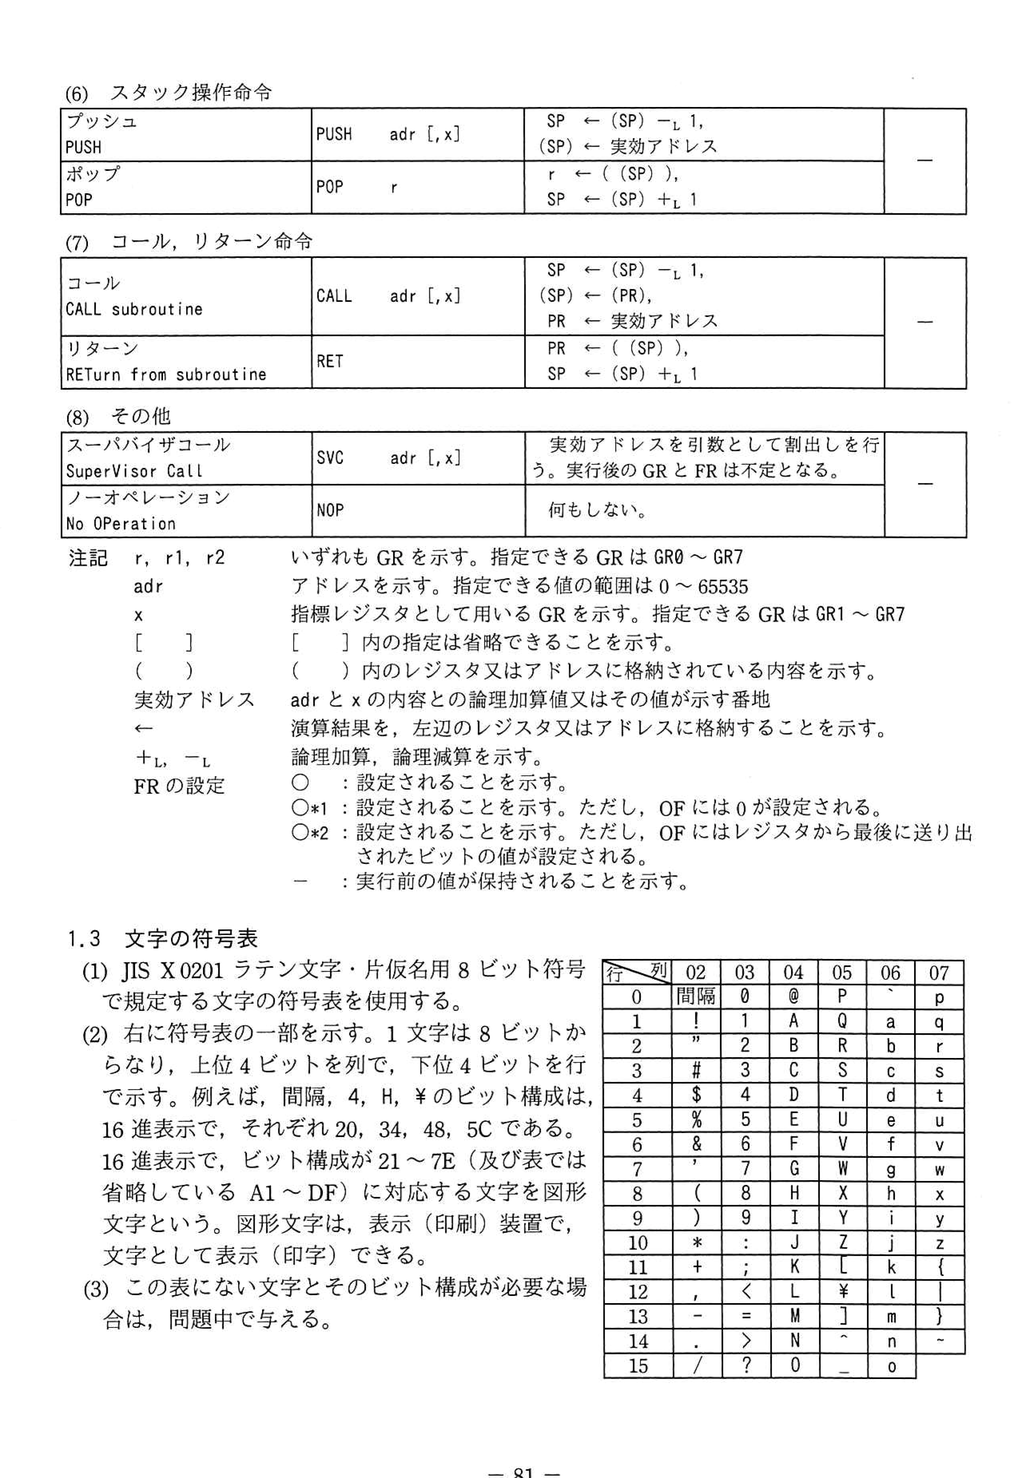 (6) スタック操作命令
プッシュ
PUSH
PUSH adr [,x]
SP ← (SP) −L 1,
(SP) ← 実効アドレス
—
ポップ
POP
POP r
r ← ( (SP) ),
SP ← (SP) +L 1
(7) コール，リターン命令
コール
CALL subroutine
CALL adr [,x]
SP ← (SP) −L 1,
(SP) ← (PR),
PR ← 実効アドレス
—
リターン
RETurn from subroutine
RET
PR ← ( (SP) ),
SP ← (SP) +L 1
(8) その他
スーパバイザコール
SuperVisor Call
SVC adr [,x]
実効アドレスを引数として割出しを行
う。実行後の GR と FR は不定となる。
—
ノーオペレーション
No OPeration
NOP
何もしない。
注記 r, r1, r2 いずれも GR を示す。指定できる GR は GR0 ～ GR7
adr アドレスを示す。指定できる値の範囲は 0 ～ 65535
x 指標レジスタとして用いる GR を示す。指定できる GR は GR1 ～ GR7
[ ] [ ] 内の指定は省略できることを示す。
( ) ( ) 内のレジスタ又はアドレスに格納されている内容を示す。
実効アドレス adr と x の内容との論理加算値又はその値が示す番地
← 演算結果を，左辺のレジスタ又はアドレスに格納することを示す。
+L, −L 論理加算，論理減算を示す。
FR の設定 ○ ：設定されることを示す。
○*1 ：設定されることを示す。ただし，OF には 0 が設定される。
○*2 ：設定されることを示す。ただし，OF にはレジスタから最後に送り出
されたビットの値が設定される。
− ：実行前の値が保持されることを示す。
1.3 文字の符号表
(1) JIS X 0201 ラテン文字・片仮名用 8 ビット符号
で規定する文字の符号表を使用する。
(2) 右に符号表の一部を示す。1 文字は 8 ビットか
らなり，上位 4 ビットを列で，下位 4 ビットを行
で示す。例えば，間隔，4，H，¥ のビット構成は，
16 進表示で，それぞれ 20，34，48，5C である。
16 進表示で，ビット構成が 21 ～ 7E（及び表では
省略している A1 ～ DF）に対応する文字を図形
文字という。図形文字は，表示（印刷）装置で，
文字として表示（印字）できる。
(3) この表にない文字とそのビット構成が必要な場
合は，問題中で与える。
行 列 02 03 04 05 06 07
0 間隔 0 @ P ` p
1 ! 1 A Q a q
2 ” 2 B R b r
3 # 3 C S c s
4 $ 4 D T d t
5 % 5 E U e u
6 & 6 F V f v
7 ’ 7 G W g w
8 ( 8 H X h x
9 ) 9 I Y i y
10 * : J Z j z
11 + ; K [ k {
12 , < L ¥ l |
13 - = M ] m }
14 . > N ^ n ~
15 / ? O _ o
— 81 —